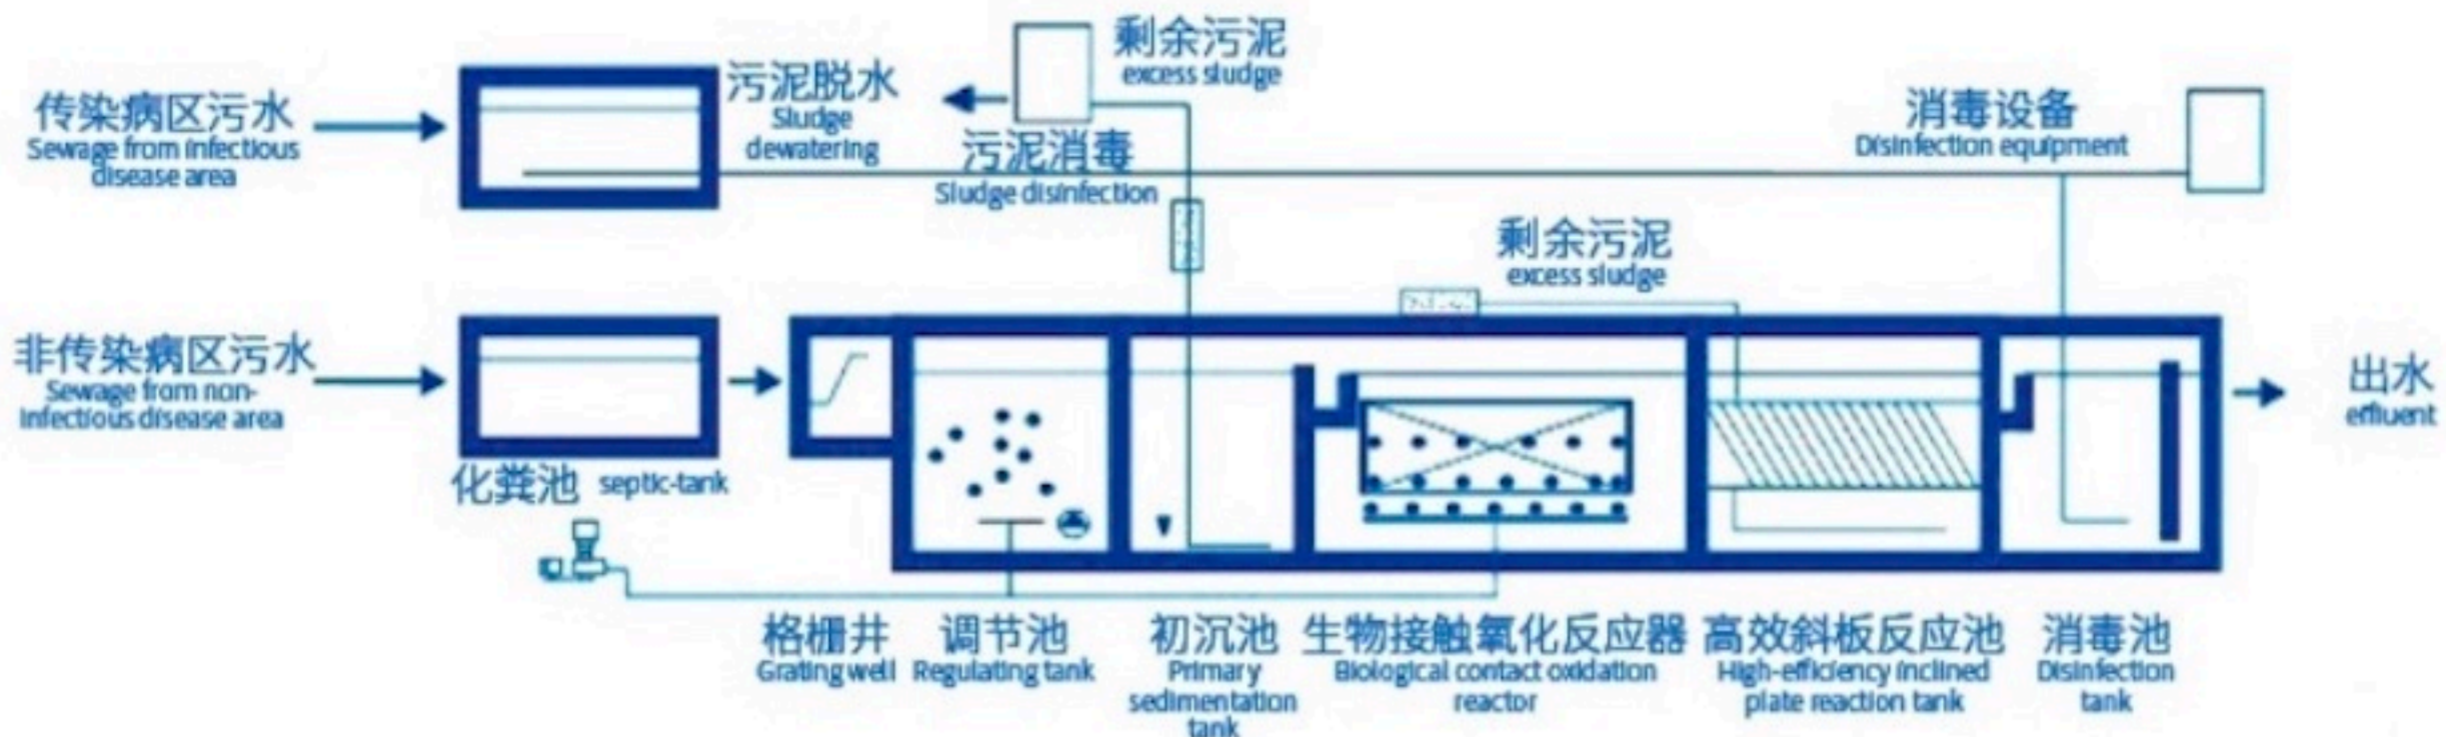 剩余污泥
excess sludge
传染病区污水
Sewage from infectious
disease area
污泥脱水
Sludge
dewatering
污泥消毒
Sludge disinfection
消毒设备
Disinfection equipment
剩余污泥
excess sludge
非传染病区污水
Sewage from non-
infectious disease area
化粪池 septic-tank
出水
effluent
格栅井
Grating well
调节池
Regulating tank
初沉池
Primary
sedimentation
tank
生物接触氧化反应器
Biological contact oxidation
reactor
高效斜板反应池
High-efficiency inclined
plate reaction tank
消毒池
Disinfection
tank